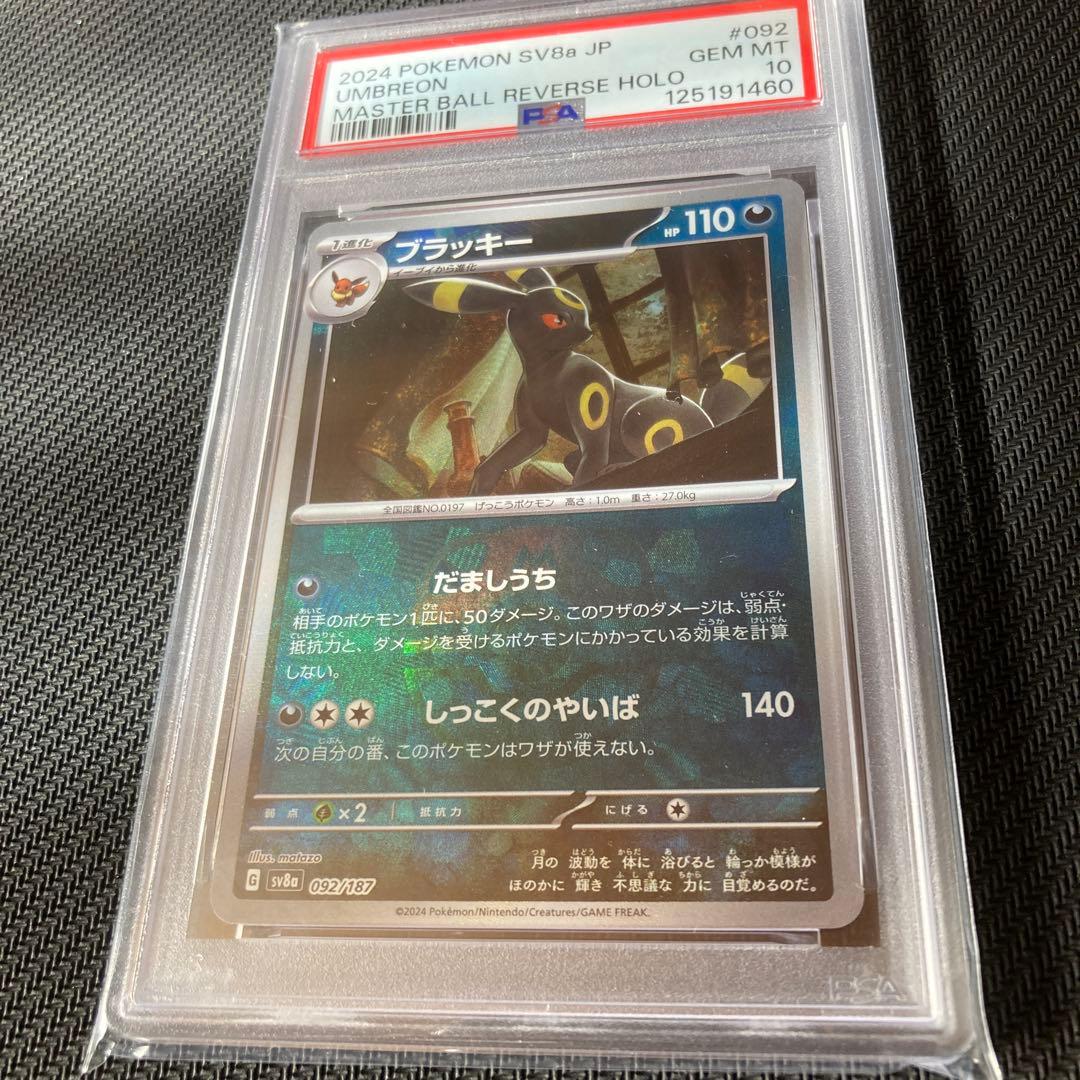 2024 POKEMON SV8a JP #092
UMBREON GEM MT
MASTER BALL REVERSE HOLO 10
125191460
PSA
1進化
ブラッキー
HP 110
イーブイから進化
全国図鑑NO.0197 げっこうポケモン 高さ:1.0m 重さ:27.0kg
だましうち
相手のポケモン1匹に、50ダメージ。このワザのダメージは、弱点・
抵抗力と、ダメージを受けるポケモンにかかっている効果を計算
しない。
しっこくのやいば 140
次の自分の番、このポケモンはワザが使えない。
弱点 ×2 抵抗力 にげる
Illus. matazo
月の 波動を 体に 浴びると 輪っか模様が
ほのかに 輝き 不思議な 力に 目覚めるのだ。
G sv8a 092/187
©2024 Pokémon/Nintendo/Creatures/GAME FREAK.
PSA